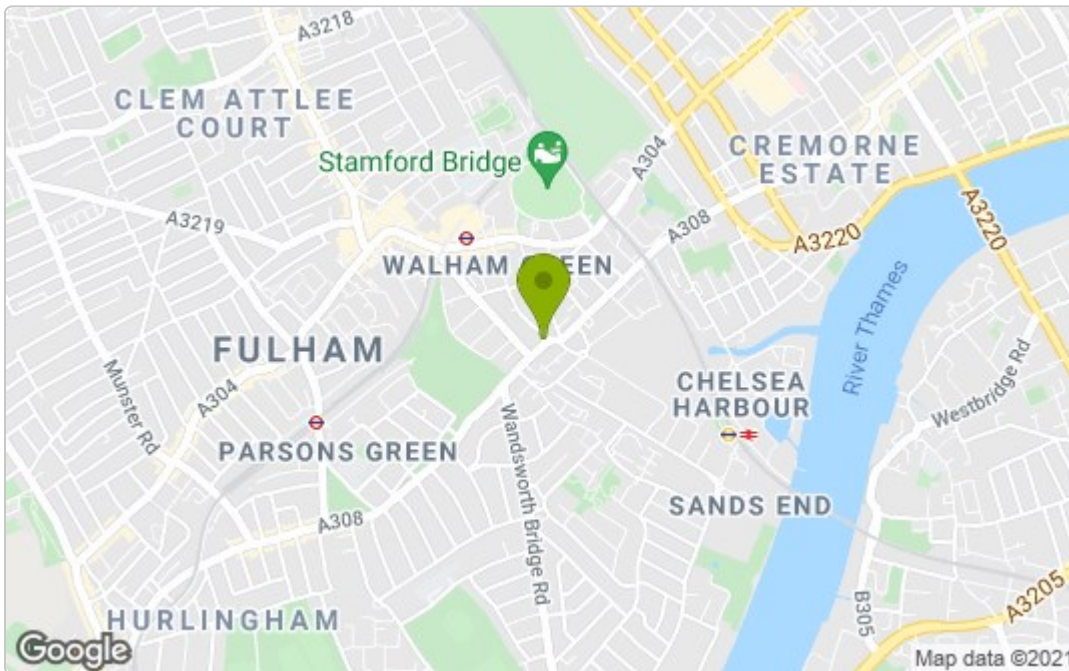 A3218
CLEM ATTLEE
COURT
Stamford Bridge
A304
CREMORNE
ESTATE
A3219
A308
A3220
A3220
WALHAM GREEN
River Thames
FULHAM
Munster Rd
A304
CHELSEA
HARBOUR
Westbridge Rd
PARSONS GREEN
Wandsworth Bridge Rd
SANDS END
A308
B305
A3205
HURLINGHAM
Google
Map data ©2021